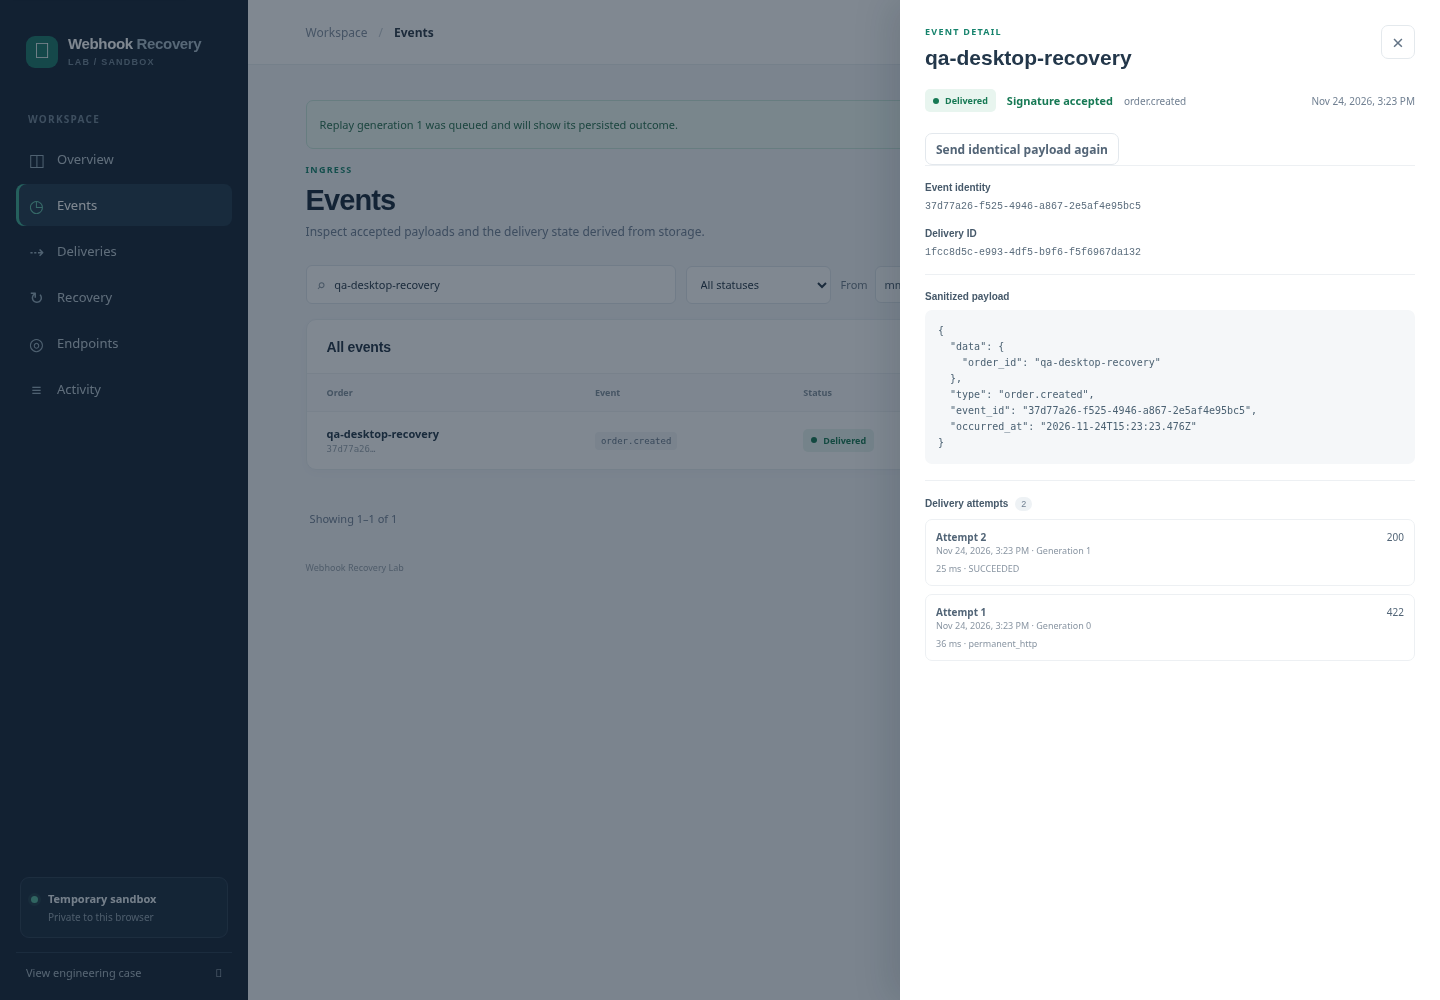 Webhook Recovery
LAB / SANDBOX
WORKSPACE
Overview
Events
Deliveries
Recovery
Endpoints
Activity
Temporary sandbox
Private to this browser
View engineering case
Workspace / Events
Replay generation 1 was queued and will show its persisted outcome.
INGRESS
Events
Inspect accepted payloads and the delivery state derived from storage.
qa-desktop-recovery
All statuses
From
All events
Order Event Status
qa-desktop-recovery order.created Delivered
37d77a26…
Showing 1–1 of 1
Webhook Recovery Lab
EVENT DETAIL
qa-desktop-recovery
Delivered Signature accepted order.created Nov 24, 2026, 3:23 PM
Send identical payload again
Event identity
37d77a26-f525-4946-a867-2e5af4e95bc5
Delivery ID
1fcc8d5c-e993-4df5-b9f6-f5f6967da132
Sanitized payload
{
"data": {
"order_id": "qa-desktop-recovery"
},
"type": "order.created",
"event_id": "37d77a26-f525-4946-a867-2e5af4e95bc5",
"occurred_at": "2026-11-24T15:23:23.476Z"
}
Delivery attempts 2
Attempt 2 200
Nov 24, 2026, 3:23 PM · Generation 1
25 ms · SUCCEEDED
Attempt 1 422
Nov 24, 2026, 3:23 PM · Generation 0
36 ms · permanent_http